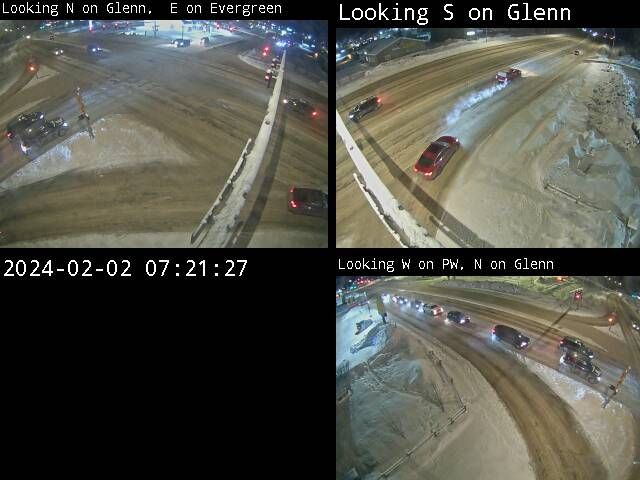 Looking N on Glenn,  E on Evergreen
Looking S on Glenn
2024-02-02 07:21:27
Looking W on PW, N on Glenn